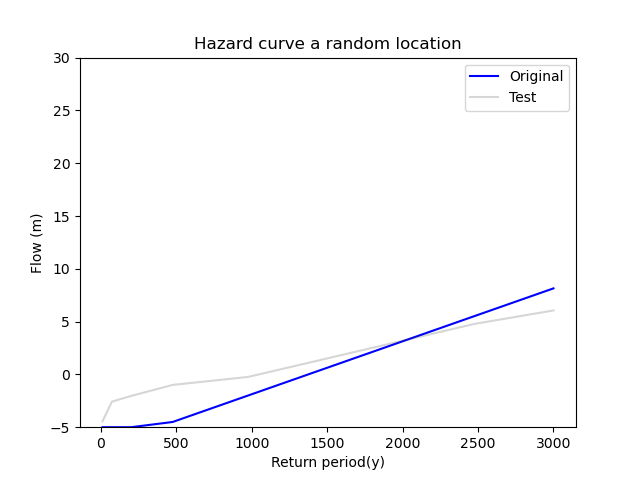 Hazard curve a random location
Original
Test
Flow (m)
30
25
20
15
10
5
0
−5
0 500 1000 1500 2000 2500 3000
Return period(y)